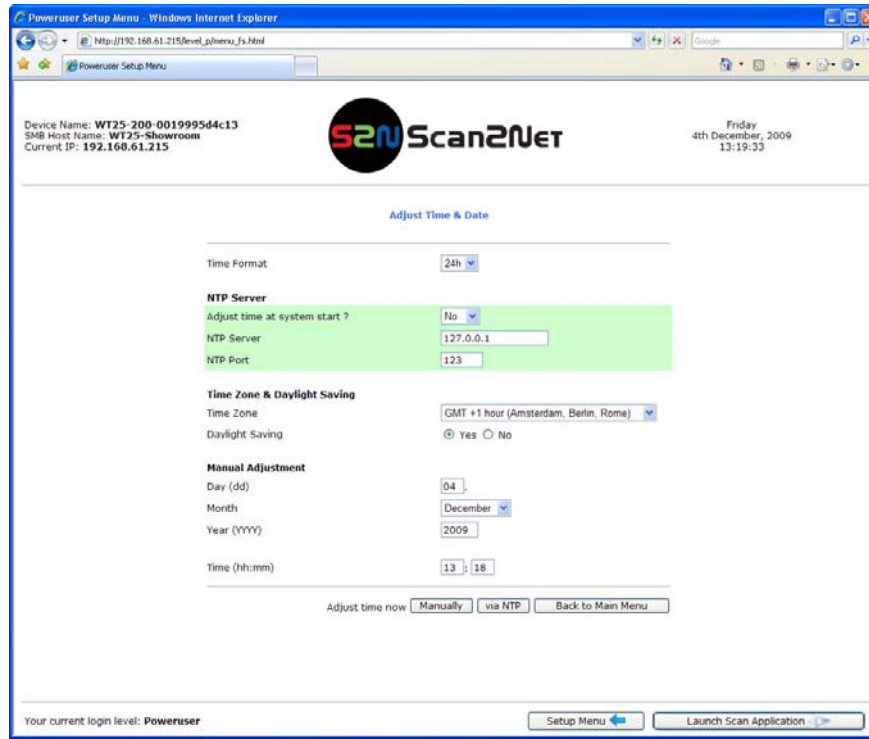 Poweruser Setup Menu - Windows Internet Explorer
http://192.168.61.215/level_p/menu_fs.html
Google
Poweruser Setup Menu
Device Name: WT25-200-0019995d4c13
SMB Host Name: WT25-Showroom
Current IP: 192.168.61.215
S2N Scan2Net
Friday
4th December, 2009
13:19:33
Adjust Time & Date
Time Format 24h
NTP Server
Adjust time at system start ? No
NTP Server 127.0.0.1
NTP Port 123
Time Zone & Daylight Saving
Time Zone GMT +1 hour (Amsterdam, Berlin, Rome)
Daylight Saving Yes No
Manual Adjustment
Day (dd) 04 .
Month December
Year (YYYY) 2009
Time (hh:mm) 13 : 18
Adjust time now Manually via NTP Back to Main Menu
Your current login level: Poweruser Setup Menu Launch Scan Application